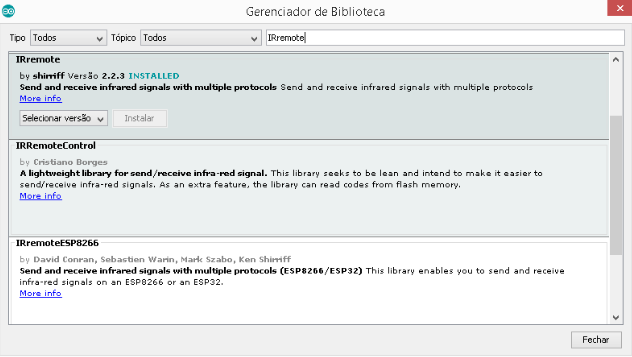 Gerenciador de Biblioteca
Tipo Todos Tópico Todos IRremote
IRremote
by shirriff Versão 2.2.3 INSTALLED
Send and receive infrared signals with multiple protocols Send and receive infrared signals with multiple protocols
More info
Selecionar versão Instalar
IRRemoteControl
by Cristiano Borges
A lightweight library for send/receive infra-red signal. This library seeks to be lean and intend to make it easier to
send/receive infra-red signals. As an extra feature, the library can read codes from flash memory.
More info
IRremoteESP8266
by David Conran, Sebastien Warin, Mark Szabo, Ken Shirriff
Send and receive infrared signals with multiple protocols (ESP8266/ESP32) This library enables you to send and receive
infra-red signals on an ESP8266 or an ESP32.
More info
Fechar